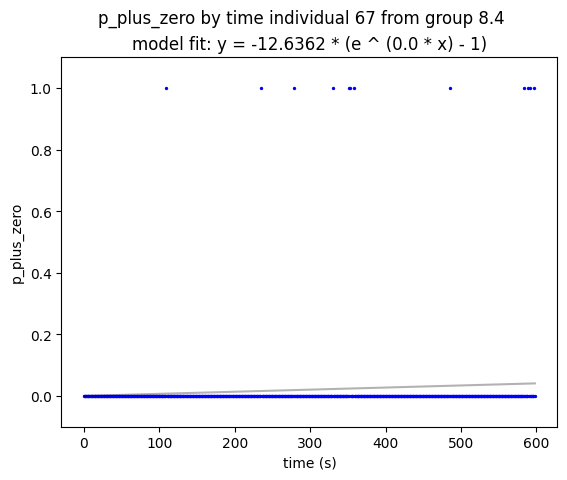 p_plus_zero by time individual 67 from group 8.4
model fit: y = -12.6362 * (e ^ (0.0 * x) - 1)
1.0
0.8
0.6
0.4
0.2
0.0
p_plus_zero
0 100 200 300 400 500 600
time (s)